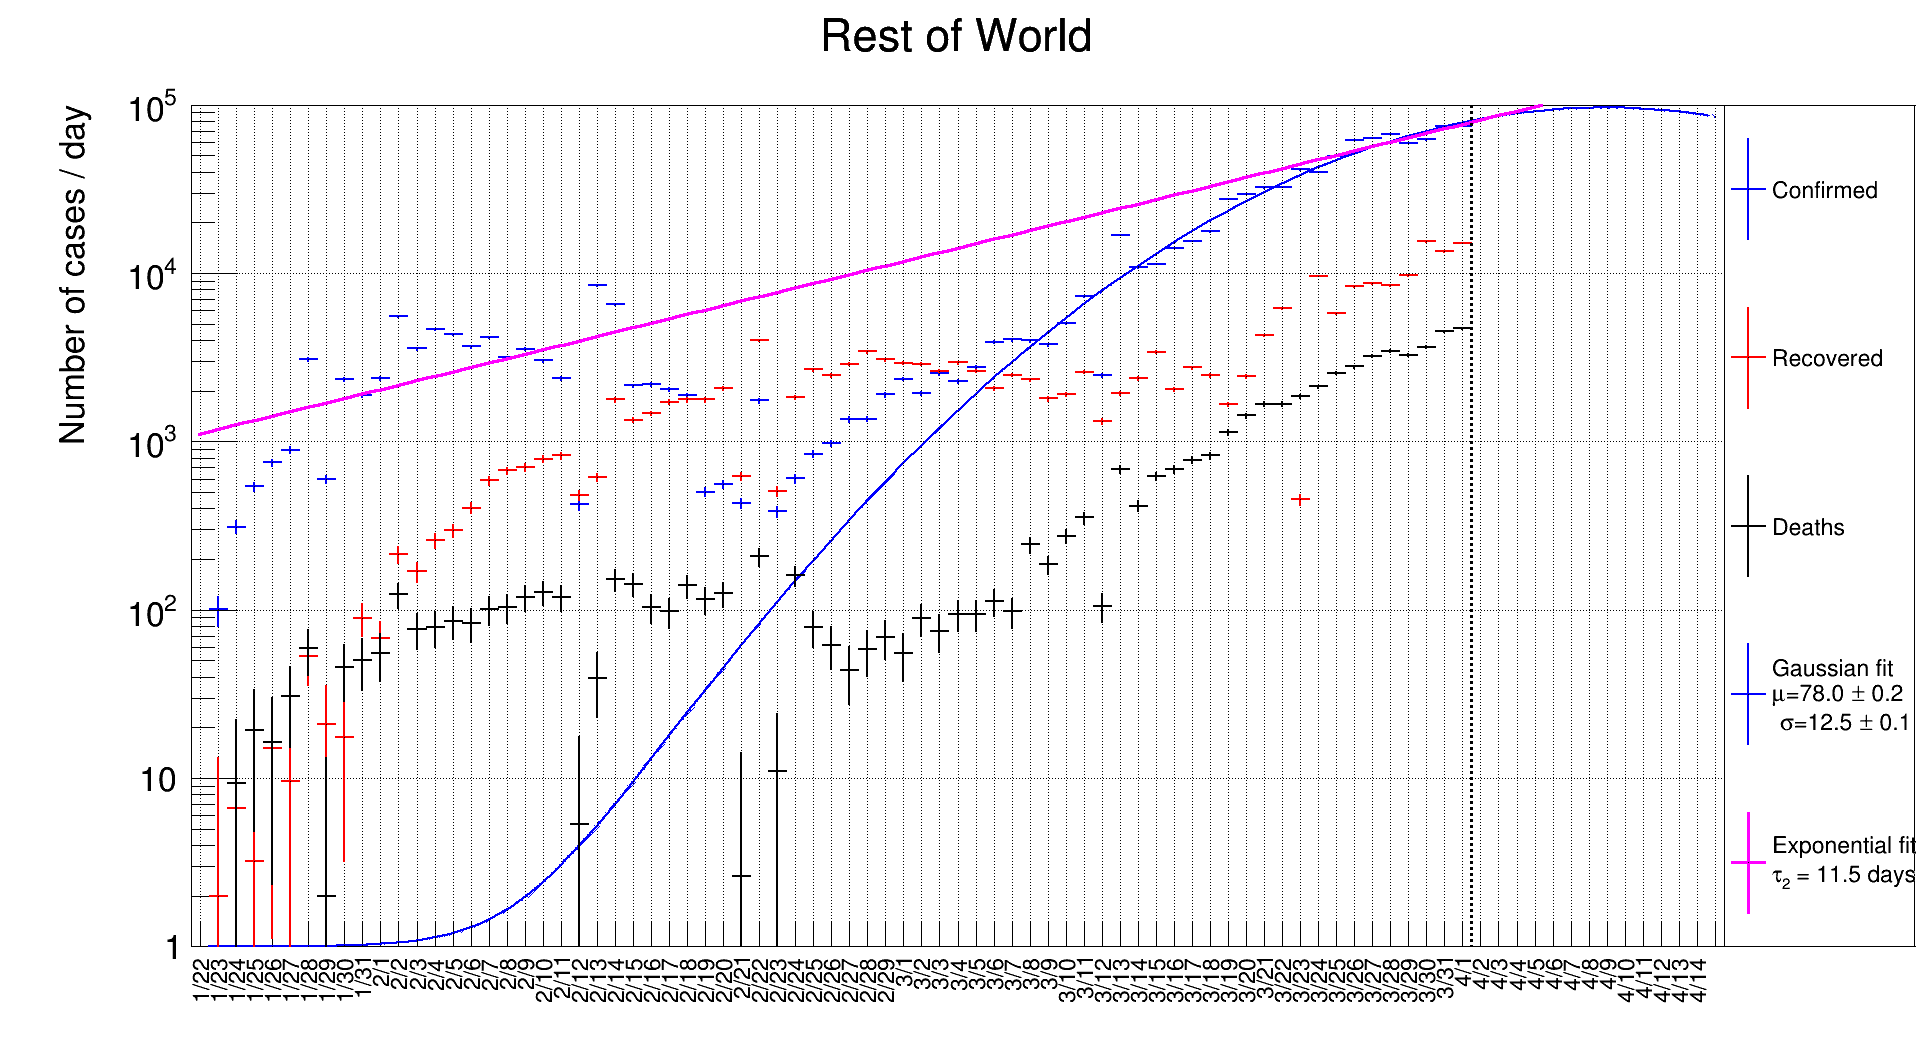 Rest of World
Number of cases / day
10^5
10^4
10^3
10^2
10
1
1/22 1/23 1/24 1/25 1/26 1/27 1/28 1/29 1/30 1/31 2/1 2/2 2/3 2/4 2/5 2/6 2/7 2/8 2/9 2/10 2/11 2/12 2/13 2/14 2/15 2/16 2/17 2/18 2/19 2/20 2/21 2/22 2/23 2/24 2/25 2/26 2/27 2/28 2/29 3/1 3/2 3/3 3/4 3/5 3/6 3/7 3/8 3/9 3/10 3/11 3/12 3/13 3/14 3/15 3/16 3/17 3/18 3/19 3/20 3/21 3/22 3/23 3/24 3/25 3/26 3/27 3/28 3/29 3/30 3/31 4/1 4/2 4/3 4/4 4/5 4/6 4/7 4/8 4/9 4/10 4/11 4/12 4/13 4/14
Confirmed
Recovered
Deaths
Gaussian fit
μ=78.0 ± 0.2
σ=12.5 ± 0.1
Exponential fit
τ₂ = 11.5 days